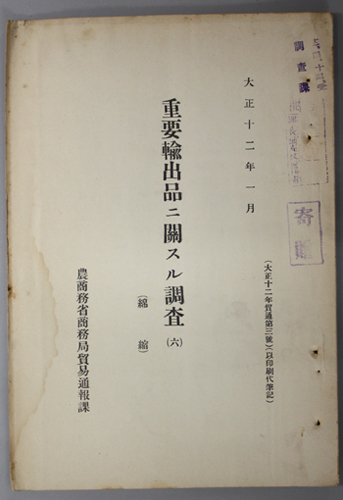 調査課
寄贈
(大正十二年貿通第三號)(以印刷代筆記)
大正十二年一月
重要輸出品ニ關スル調査(六)
(綿縮)
農商務省商務局貿易通報課